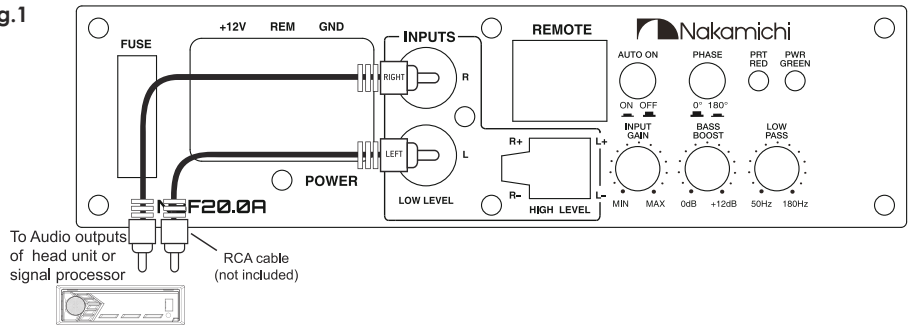 g.1
+12V REM GND
FUSE
INPUTS
REMOTE
Nakamichi
AUTO ON
PHASE
PRT
RED
PWR
GREEN
RIGHT
R
ON OFF
0° 180°
INPUT
GAIN
BASS
BOOST
LOW
PASS
LEFT
L
R+
L+
R-
L-
POWER
LOW LEVEL
HIGH LEVEL
MIN MAX
0dB +12dB
50Hz 180Hz
To Audio outputs
of head unit or
signal processor
RCA cable
(not included)